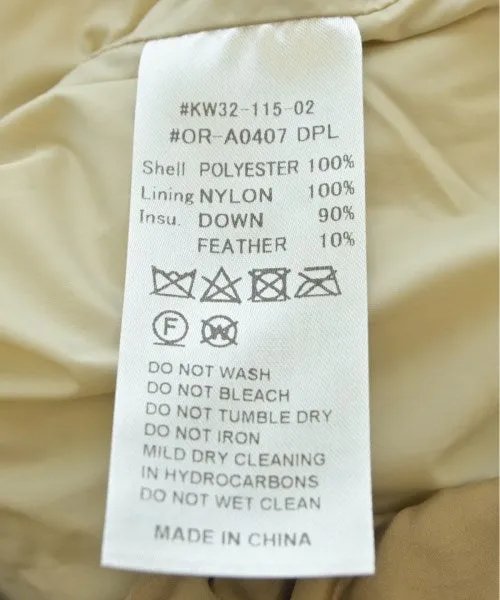 #KW32-115-02
#OR-A0407 DPL
Shell POLYESTER 100%
Lining NYLON 100%
Insu. DOWN 90%
FEATHER 10%
F W
DO NOT WASH
DO NOT BLEACH
DO NOT TUMBLE DRY
DO NOT IRON
MILD DRY CLEANING
IN HYDROCARBONS
DO NOT WET CLEAN
MADE IN CHINA